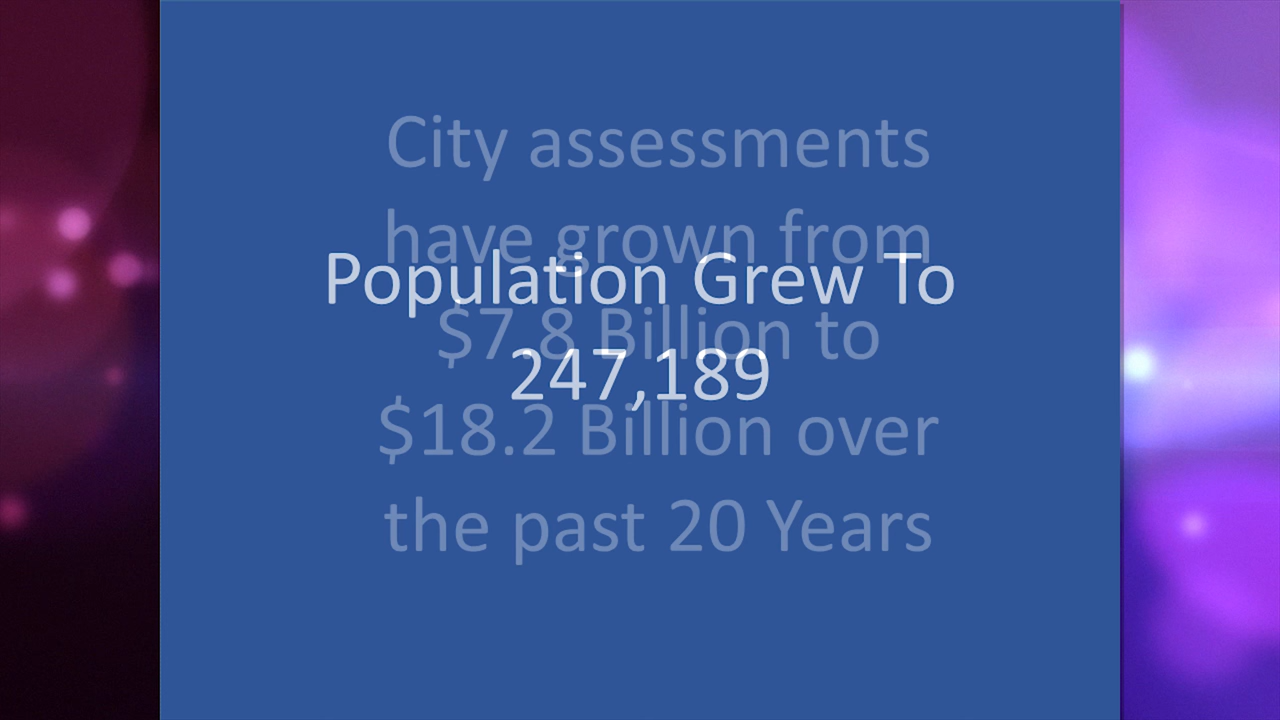 City assessments
have grown from
Population Grew To
$7.8 Billion to
247,189
$18.2 Billion over
the past 20 Years